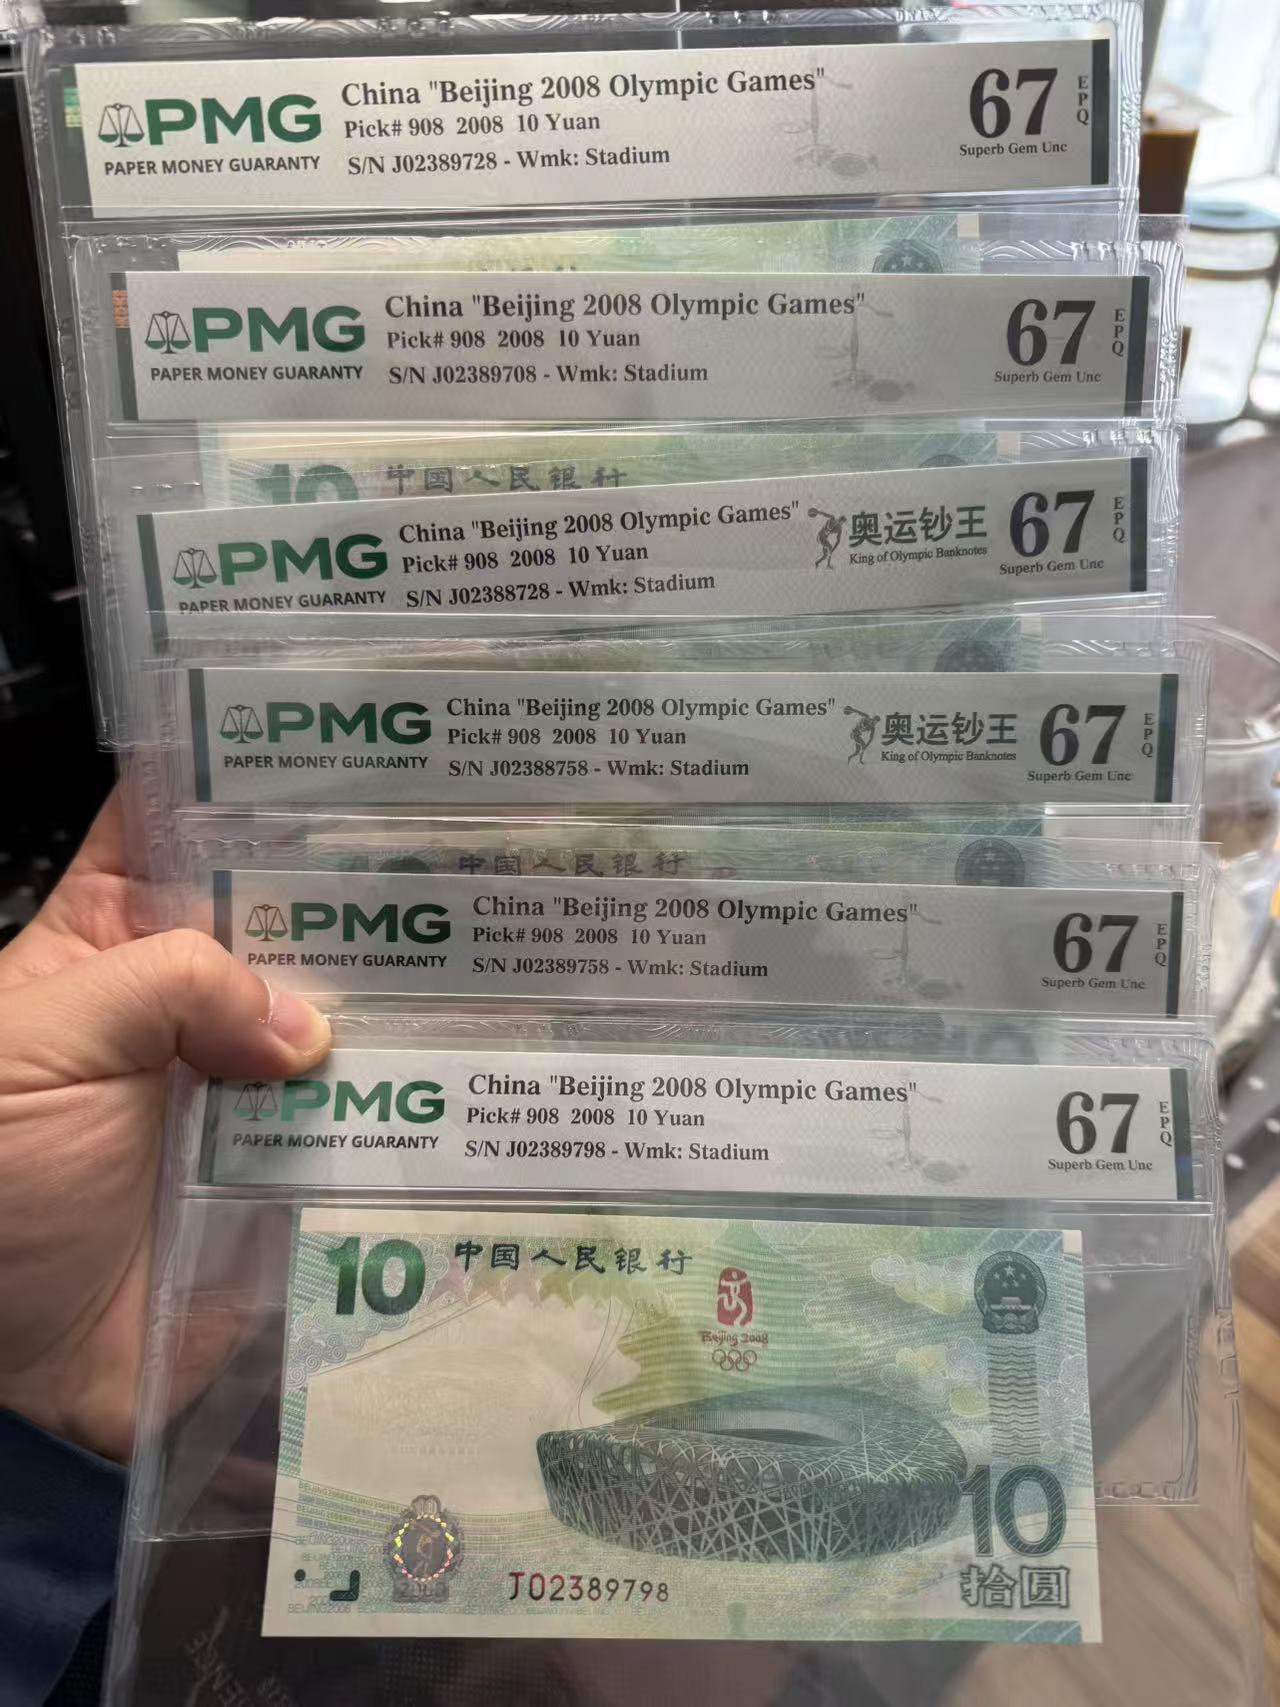 PMG
PAPER MONEY GUARANTY
China "Beijing 2008 Olympic Games"
Pick# 908 2008 10 Yuan
S/N J02389728 - Wmk: Stadium
67
EPQ
Superb Gem Unc
PMG
PAPER MONEY GUARANTY
China "Beijing 2008 Olympic Games"
Pick# 908 2008 10 Yuan
S/N J02389708 - Wmk: Stadium
67
EPQ
Superb Gem Unc
10 中国人民银行
PMG
PAPER MONEY GUARANTY
China "Beijing 2008 Olympic Games"
Pick# 908 2008 10 Yuan
S/N J02388728 - Wmk: Stadium
奥运钞王
King of Olympic Banknotes
67
EPQ
Superb Gem Unc
PMG
PAPER MONEY GUARANTY
China "Beijing 2008 Olympic Games"
Pick# 908 2008 10 Yuan
S/N J02388758 - Wmk: Stadium
奥运钞王
King of Olympic Banknotes
67
EPQ
Superb Gem Unc
中国人民银行
PMG
PAPER MONEY GUARANTY
China "Beijing 2008 Olympic Games"
Pick# 908 2008 10 Yuan
S/N J02389758 - Wmk: Stadium
67
EPQ
Superb Gem Unc
PMG
PAPER MONEY GUARANTY
China "Beijing 2008 Olympic Games"
Pick# 908 2008 10 Yuan
S/N J02389798 - Wmk: Stadium
67
EPQ
Superb Gem Unc
10 中国人民银行
Beijing 2008
10
拾圆
2008
J02389798